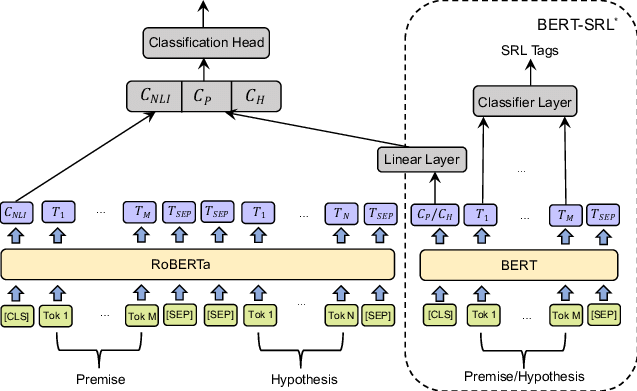 BERT-SRL*
Classification Head
SRL Tags
C_NLI C_P C_H
Classifier Layer
...
Linear Layer
C_NLI T_1 ... T_M T_SEP T_SEP T_1 ... T_N T_SEP C_P/C_H T_1 ... T_M T_SEP
RoBERTa BERT
[CLS] Tok 1 ... Tok M [SEP] [SEP] Tok 1 ... Tok N [SEP] [CLS] Tok 1 ... Tok M [SEP]
Premise Hypothesis Premise/Hypothesis